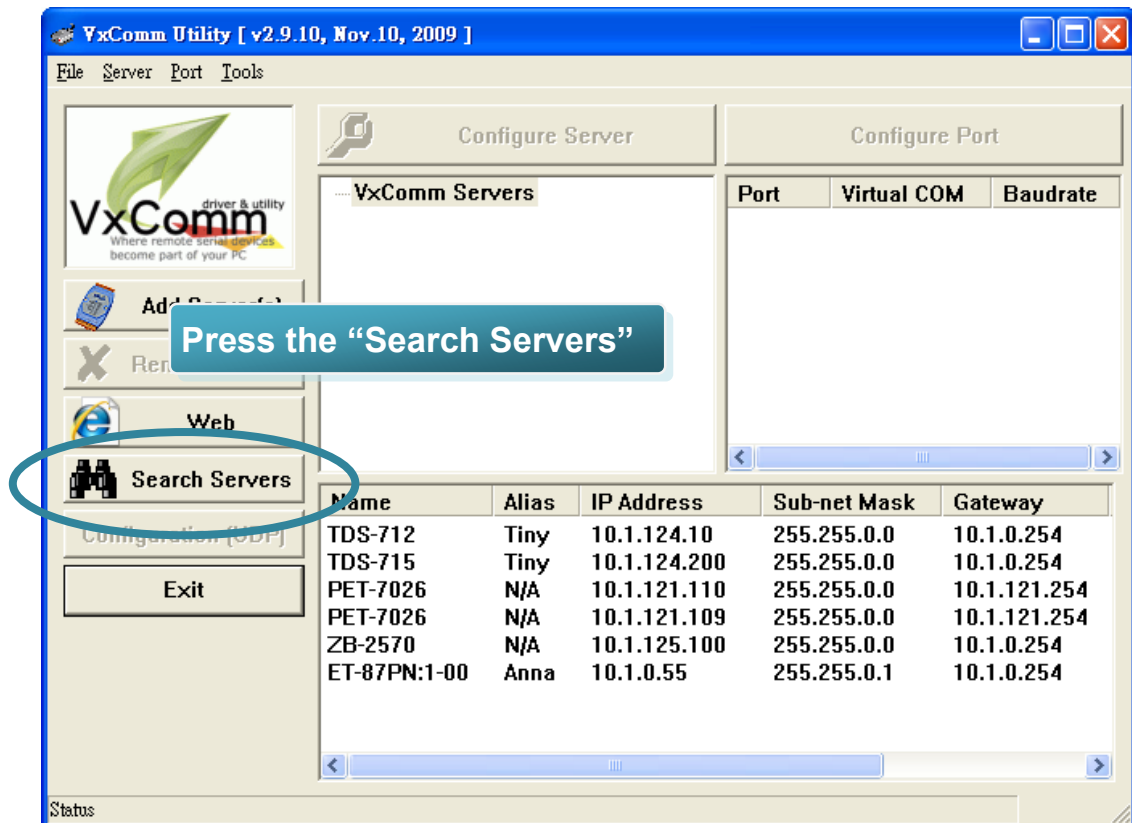 VxComm Utility [ v2.9.10, Nov.10, 2009 ]
File Server Port Tools
VxComm
driver & utility
Where remote serial devices
become part of your PC
Configure Server
Configure Port
VxComm Servers
Port Virtual COM Baudrate
Press the “Search Servers”
Web
Search Servers
Configuration (UDP)
Exit
Name Alias IP Address Sub-net Mask Gateway
TDS-712 Tiny 10.1.124.10 255.255.0.0 10.1.0.254
TDS-715 Tiny 10.1.124.200 255.255.0.0 10.1.0.254
PET-7026 N/A 10.1.121.110 255.255.0.0 10.1.121.254
PET-7026 N/A 10.1.121.109 255.255.0.0 10.1.121.254
ZB-2570 N/A 10.1.125.100 255.255.0.0 10.1.0.254
ET-87PN:1-00 Anna 10.1.0.55 255.255.0.1 10.1.0.254
Status